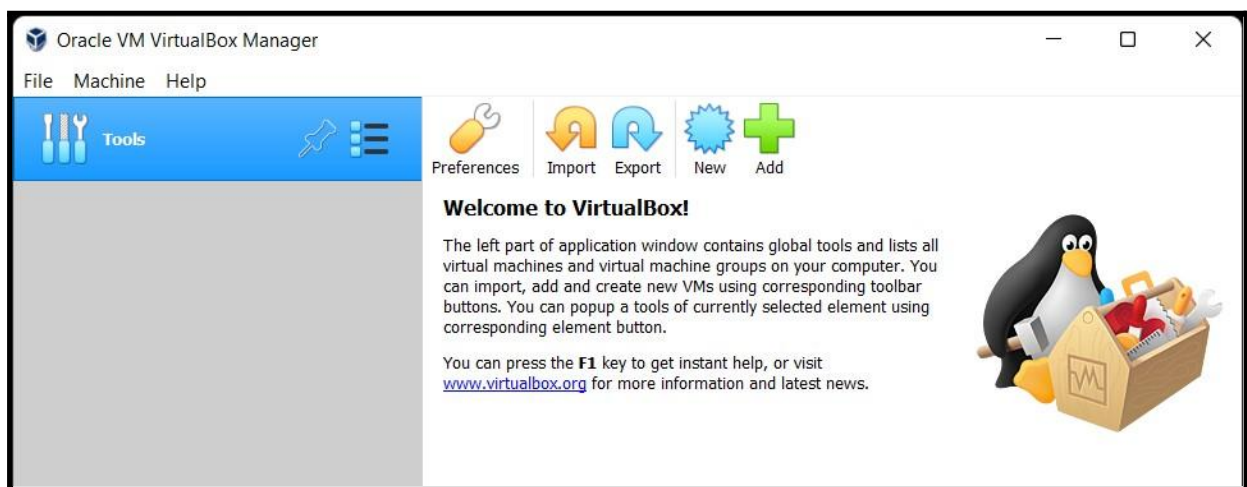 Oracle VM VirtualBox Manager
File Machine Help
Tools
Preferences Import Export New Add
Welcome to VirtualBox!
The left part of application window contains global tools and lists all
virtual machines and virtual machine groups on your computer. You
can import, add and create new VMs using corresponding toolbar
buttons. You can popup a tools of currently selected element using
corresponding element button.
You can press the F1 key to get instant help, or visit
www.virtualbox.org for more information and latest news.